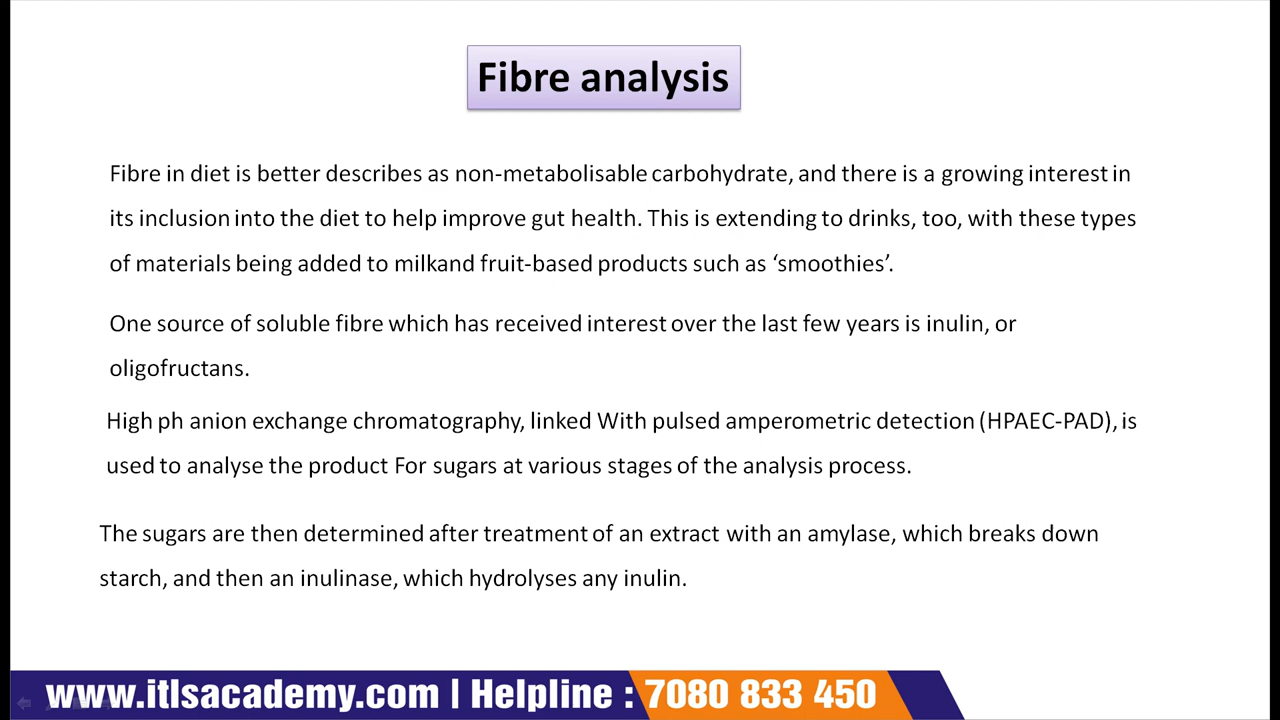 Fibre analysis
Fibre in diet is better describes as non-metabolisable carbohydrate, and there is a growing interest in
its inclusion into the diet to help improve gut health. This is extending to drinks, too, with these types
of materials being added to milkand fruit-based products such as ‘smoothies’.
One source of soluble fibre which has received interest over the last few years is inulin, or
oligofructans.
High ph anion exchange chromatography, linked With pulsed amperometric detection (HPAEC-PAD), is
used to analyse the product For sugars at various stages of the analysis process.
The sugars are then determined after treatment of an extract with an amylase, which breaks down
starch, and then an inulinase, which hydrolyses any inulin.
www.itlsacademy.com | Helpline : 7080 833 450